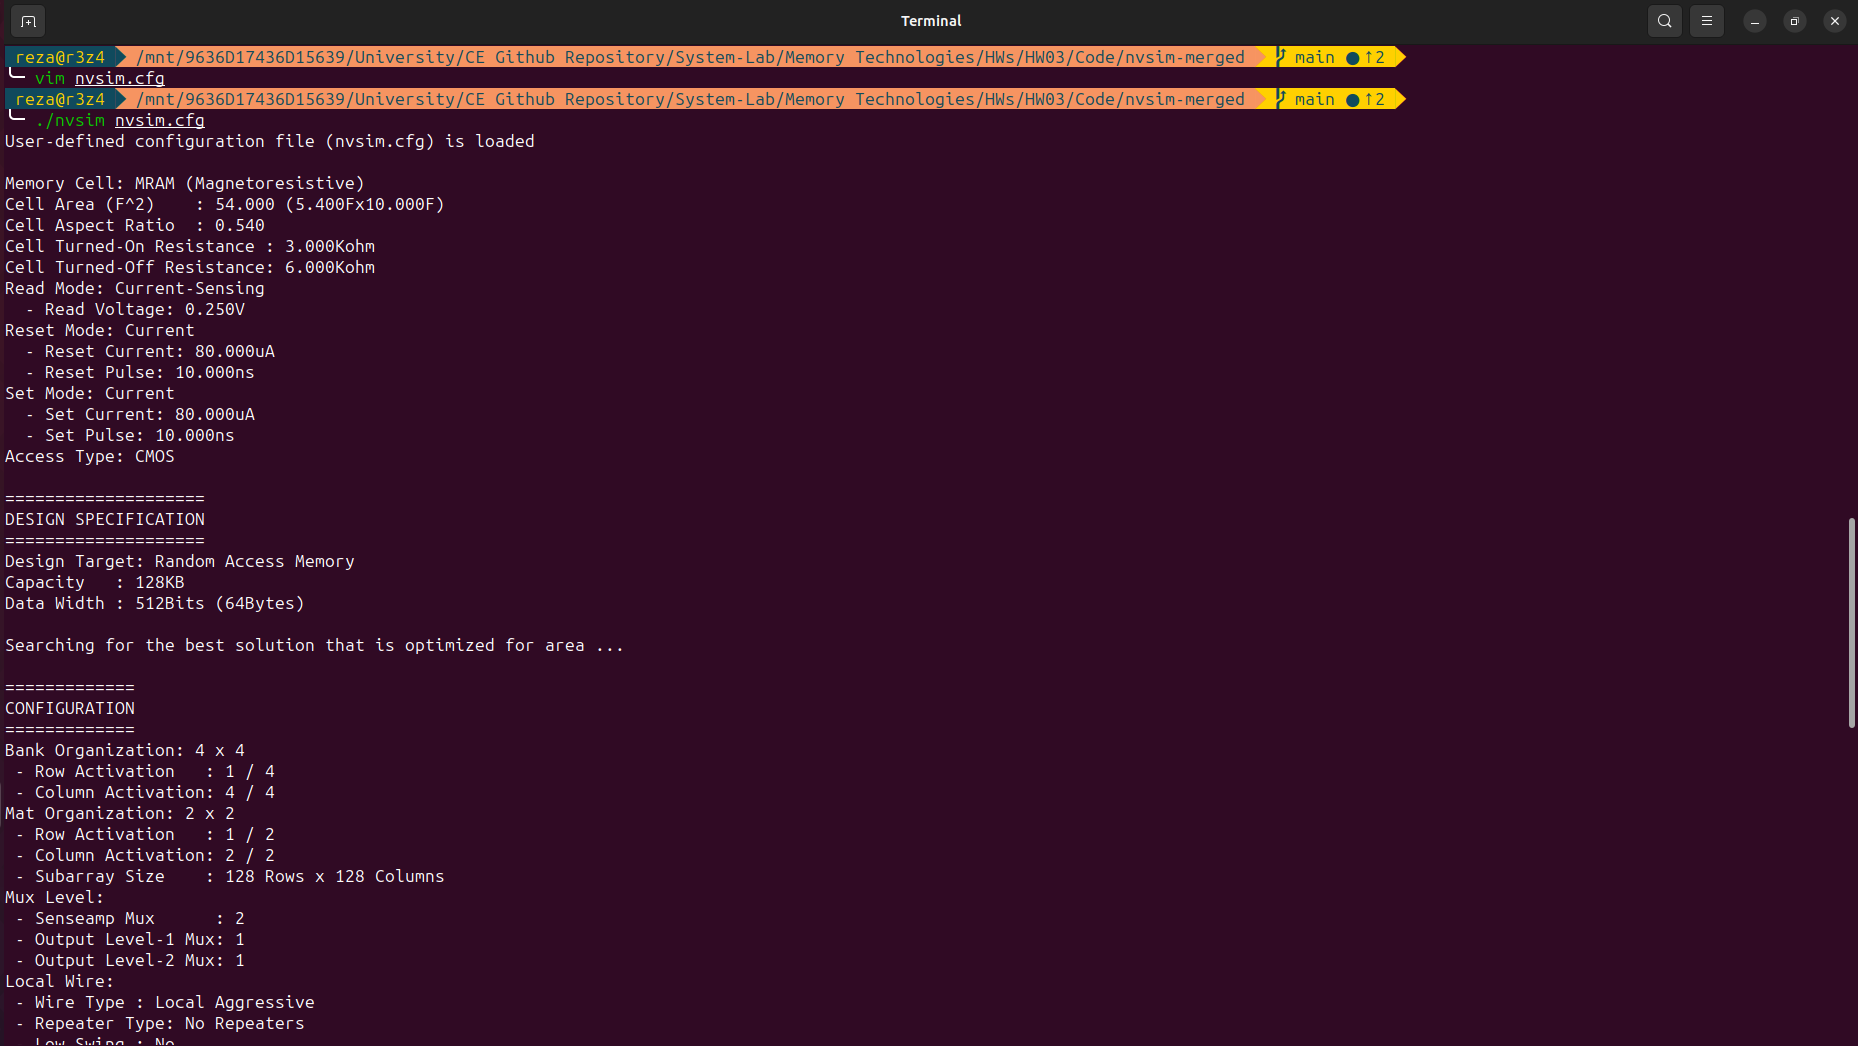 Terminal
reza@r3z4 /mnt/9636D17436D15639/University/CE Github Repository/System-Lab/Memory Technologies/HWs/HW03/Code/nvsim-merged main ●↑2
vim nvsim.cfg
reza@r3z4 /mnt/9636D17436D15639/University/CE Github Repository/System-Lab/Memory Technologies/HWs/HW03/Code/nvsim-merged main ●↑2
./nvsim nvsim.cfg
User-defined configuration file (nvsim.cfg) is loaded
Memory Cell: MRAM (Magnetoresistive)
Cell Area (F^2)    : 54.000 (5.400Fx10.000F)
Cell Aspect Ratio  : 0.540
Cell Turned-On Resistance : 3.000Kohm
Cell Turned-Off Resistance: 6.000Kohm
Read Mode: Current-Sensing
  - Read Voltage: 0.250V
Reset Mode: Current
  - Reset Current: 80.000uA
  - Reset Pulse: 10.000ns
Set Mode: Current
  - Set Current: 80.000uA
  - Set Pulse: 10.000ns
Access Type: CMOS
====================
DESIGN SPECIFICATION
====================
Design Target: Random Access Memory
Capacity   : 128KB
Data Width : 512Bits (64Bytes)
Searching for the best solution that is optimized for area ...
=============
CONFIGURATION
=============
Bank Organization: 4 x 4
 - Row Activation   : 1 / 4
 - Column Activation: 4 / 4
Mat Organization: 2 x 2
 - Row Activation   : 1 / 2
 - Column Activation: 2 / 2
 - Subarray Size    : 128 Rows x 128 Columns
Mux Level:
 - Senseamp Mux      : 2
 - Output Level-1 Mux: 1
 - Output Level-2 Mux: 1
Local Wire:
 - Wire Type : Local Aggressive
 - Repeater Type: No Repeaters
 - Low Swing : No